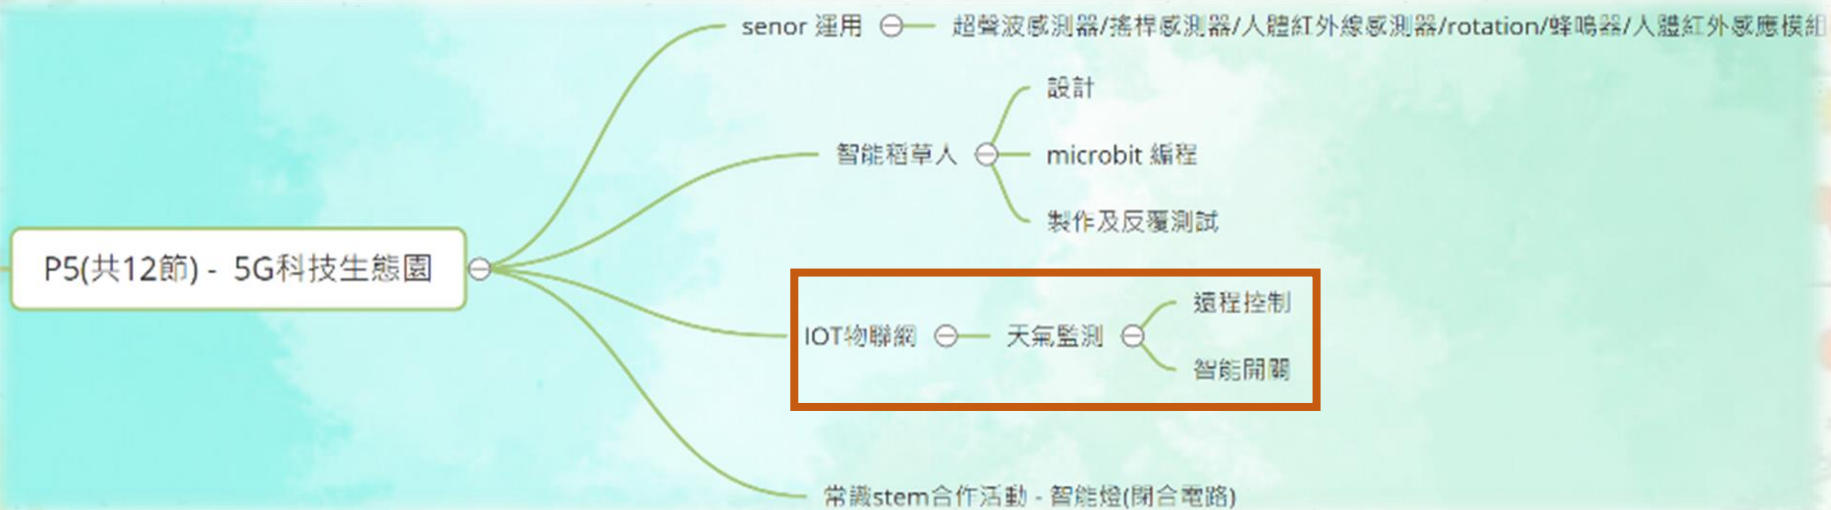 senor 運用
超聲波感測器/搖桿感測器/人體紅外線感測器/rotation/蜂鳴器/人體紅外感應模組
智能稻草人
設計
microbit 編程
製作及反覆測試
P5(共12節) - 5G科技生態園
IOT物聯網
天氣監測
遠程控制
智能開關
常識stem合作活動 - 智能燈(閉合電路)